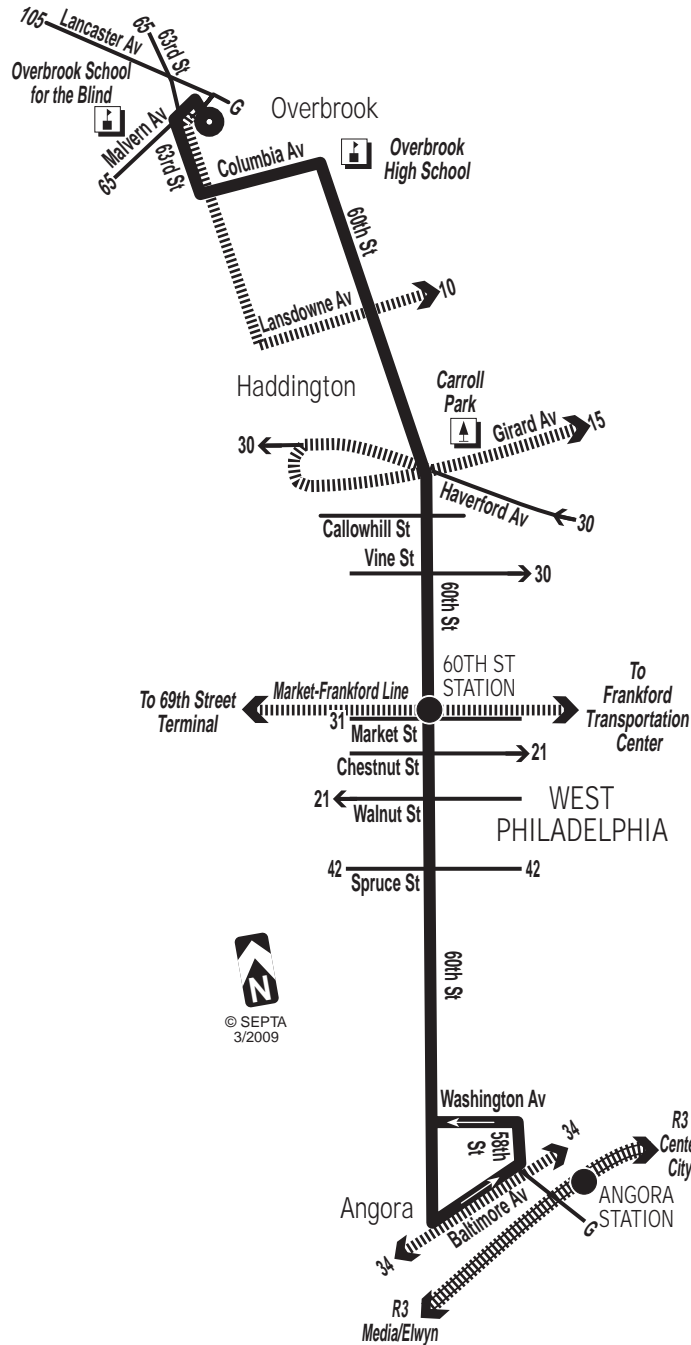 105
Lancaster Av
65
63rd St
Overbrook School
for the Blind
G
Overbrook
Malvern Av
65
63rd St
Columbia Av
Overbrook
High School
60th St
Lansdowne Av
10
Haddington
Carroll
Park
Girard Av
15
30
Haverford Av
30
Callowhill St
Vine St
30
60th St
60TH ST
STATION
To 69th Street
Terminal
Market-Frankford Line
To
Frankford
Transportation
Center
31
Market St
Chestnut St
21
21
Walnut St
WEST
PHILADELPHIA
42
Spruce St
42
60th St
N
© SEPTA
3/2009
Washington Av
58th
St
34
R3
Cente
City
Angora
Baltimore Av
ANGORA
STATION
G
34
R3
Media/Elwyn